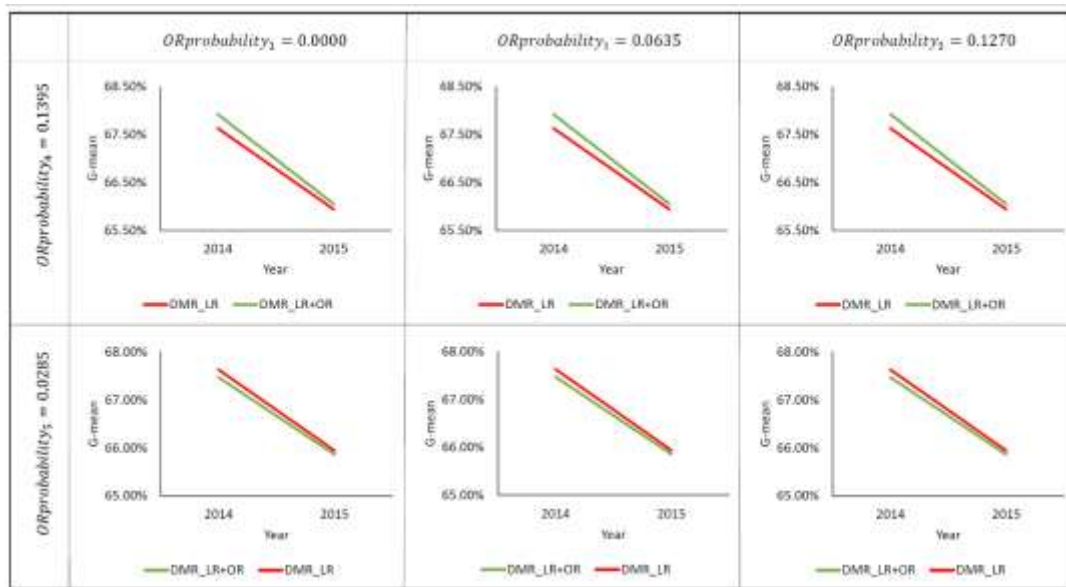 ORprobability₁ = 0.0000
ORprobability₁ = 0.0635
ORprobability₁ = 0.1270
ORprobability₄ = 0.1395
68.50%
67.50%
66.50%
65.50%
G-mean
2014
2015
Year
DMR_LR
DMR_LR+OR
68.50%
67.50%
66.50%
65.50%
G-mean
2014
2015
Year
DMR_LR
DMR_LR+OR
68.50%
67.50%
66.50%
65.50%
G-mean
2014
2015
Year
DMR_LR
DMR_LR+OR
ORprobability₅ = 0.0285
68.00%
67.00%
66.00%
65.00%
G-mean
2014
2015
Year
DMR_LR+OR
DMR_LR
68.00%
67.00%
66.00%
65.00%
G-mean
2014
2015
Year
DMR_LR+OR
DMR_LR
68.00%
67.00%
66.00%
65.00%
G-mean
2014
2015
Year
DMR_LR+OR
DMR_LR